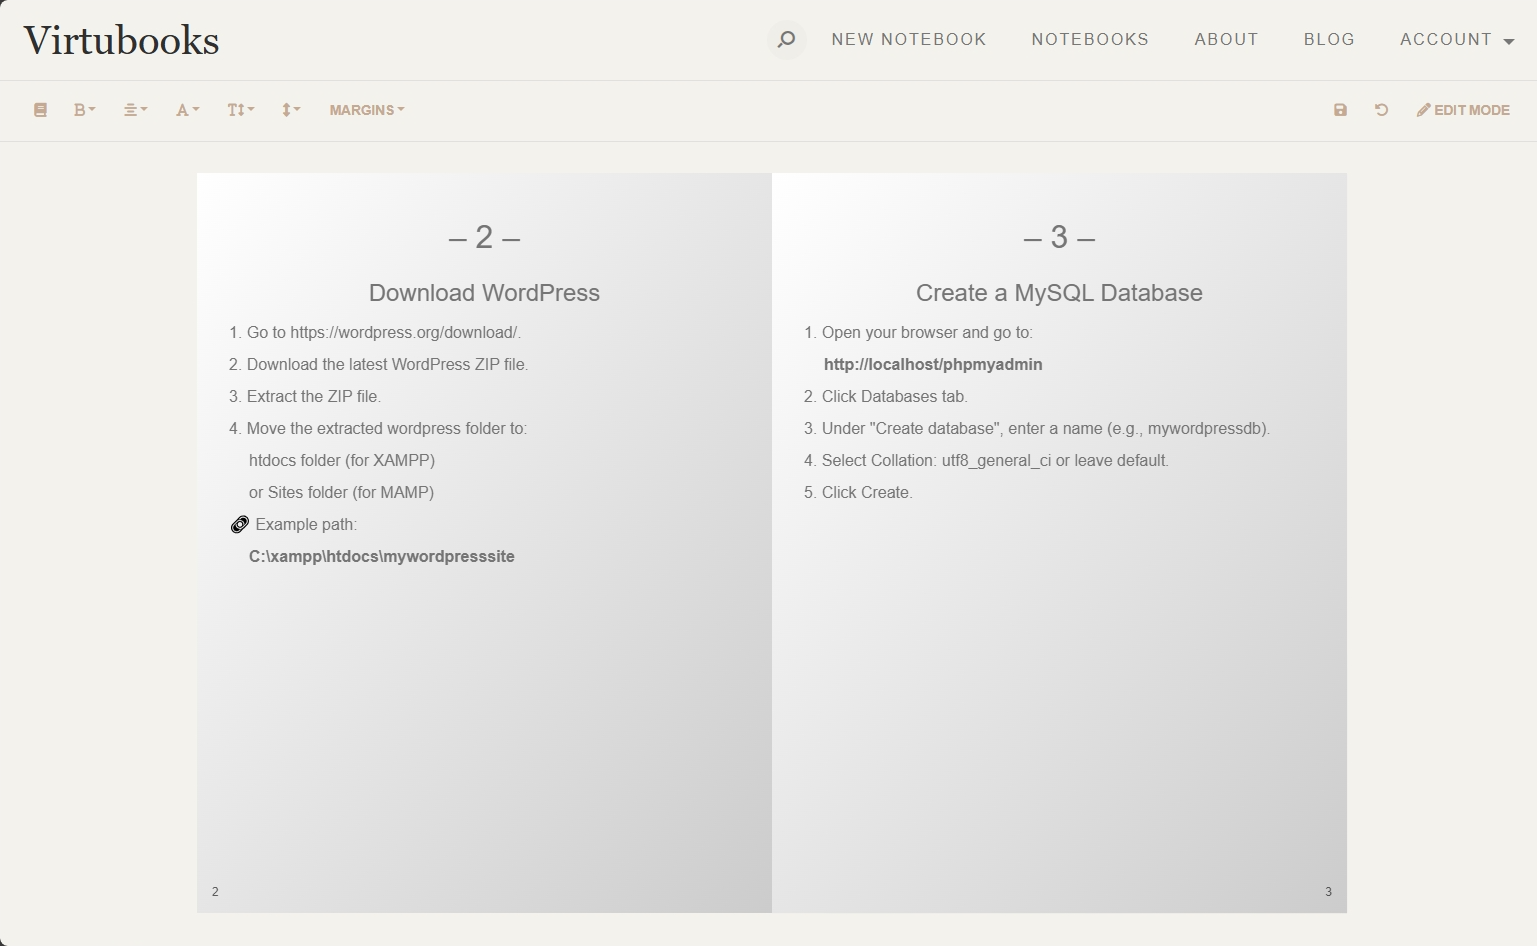 Virtubooks
NEW NOTEBOOK
NOTEBOOKS
ABOUT
BLOG
ACCOUNT
B
A
T
MARGINS
EDIT MODE
– 2 –
Download WordPress
1. Go to https://wordpress.org/download/.
2. Download the latest WordPress ZIP file.
3. Extract the ZIP file.
4. Move the extracted wordpress folder to:
htdocs folder (for XAMPP)
or Sites folder (for MAMP)
Example path:
C:\xampp\htdocs\mywordpresssite
2
– 3 –
Create a MySQL Database
1. Open your browser and go to:
http://localhost/phpmyadmin
2. Click Databases tab.
3. Under "Create database", enter a name (e.g., mywordpressdb).
4. Select Collation: utf8_general_ci or leave default.
5. Click Create.
3